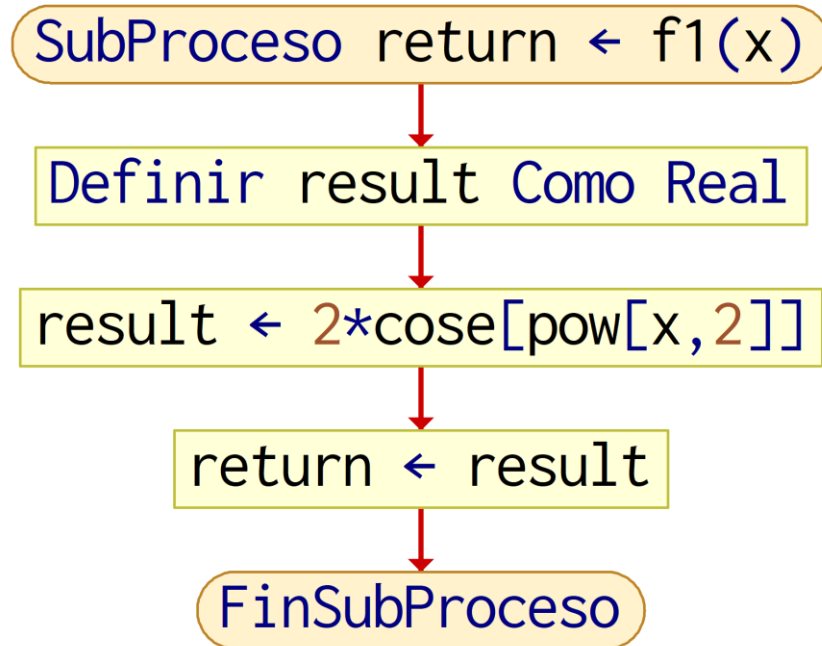 SubProceso return ← f1(x)
Definir result Como Real
result ← 2*cose[pow[x,2]]
return ← result
FinSubProceso